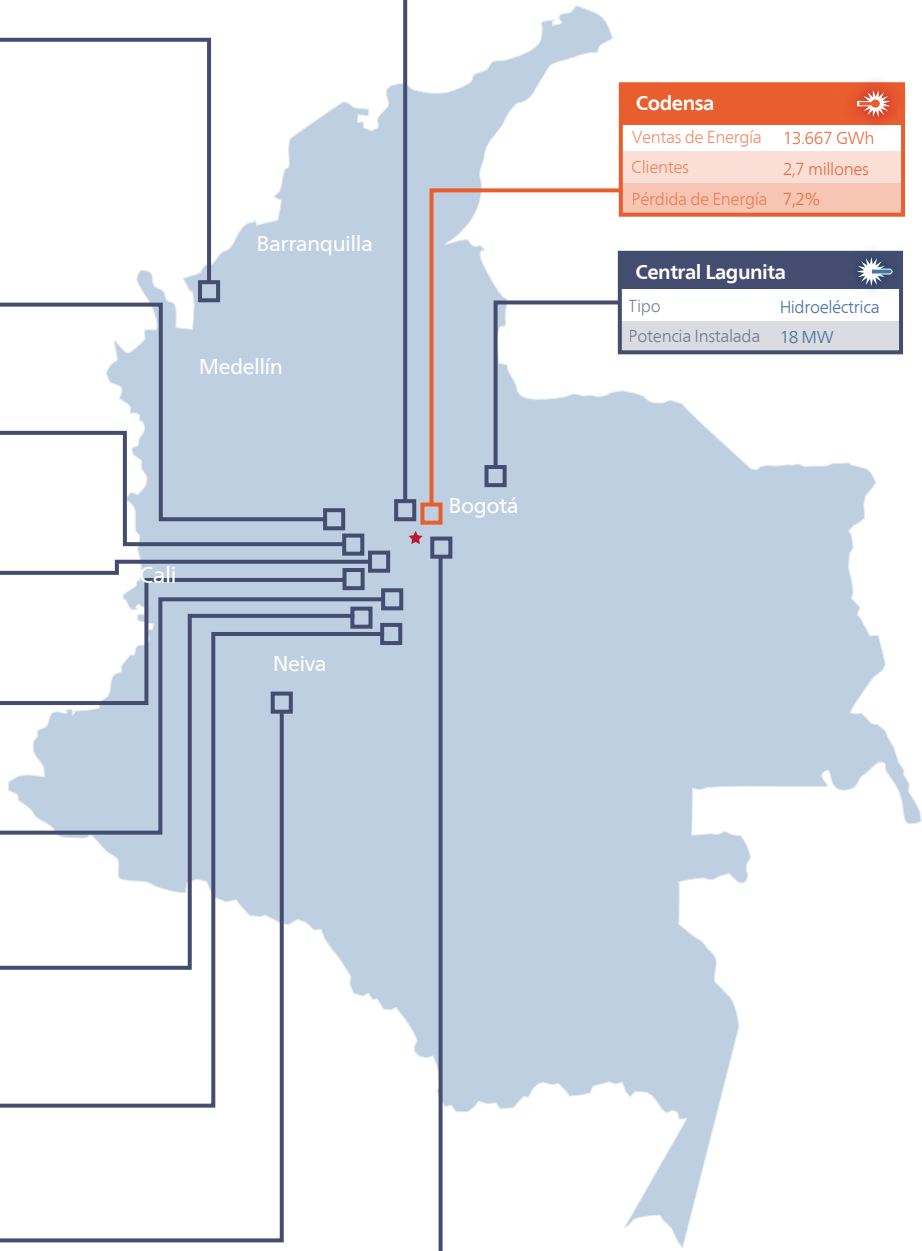 Codensa
Ventas de Energía 13.667 GWh
Clientes 2,7 millones
Pérdida de Energía 7,2%
Barranquilla
Central Lagunita
Tipo Hidroeléctrica
Potencia Instalada 18 MW
Medellín
Bogotá
Cali
Neiva